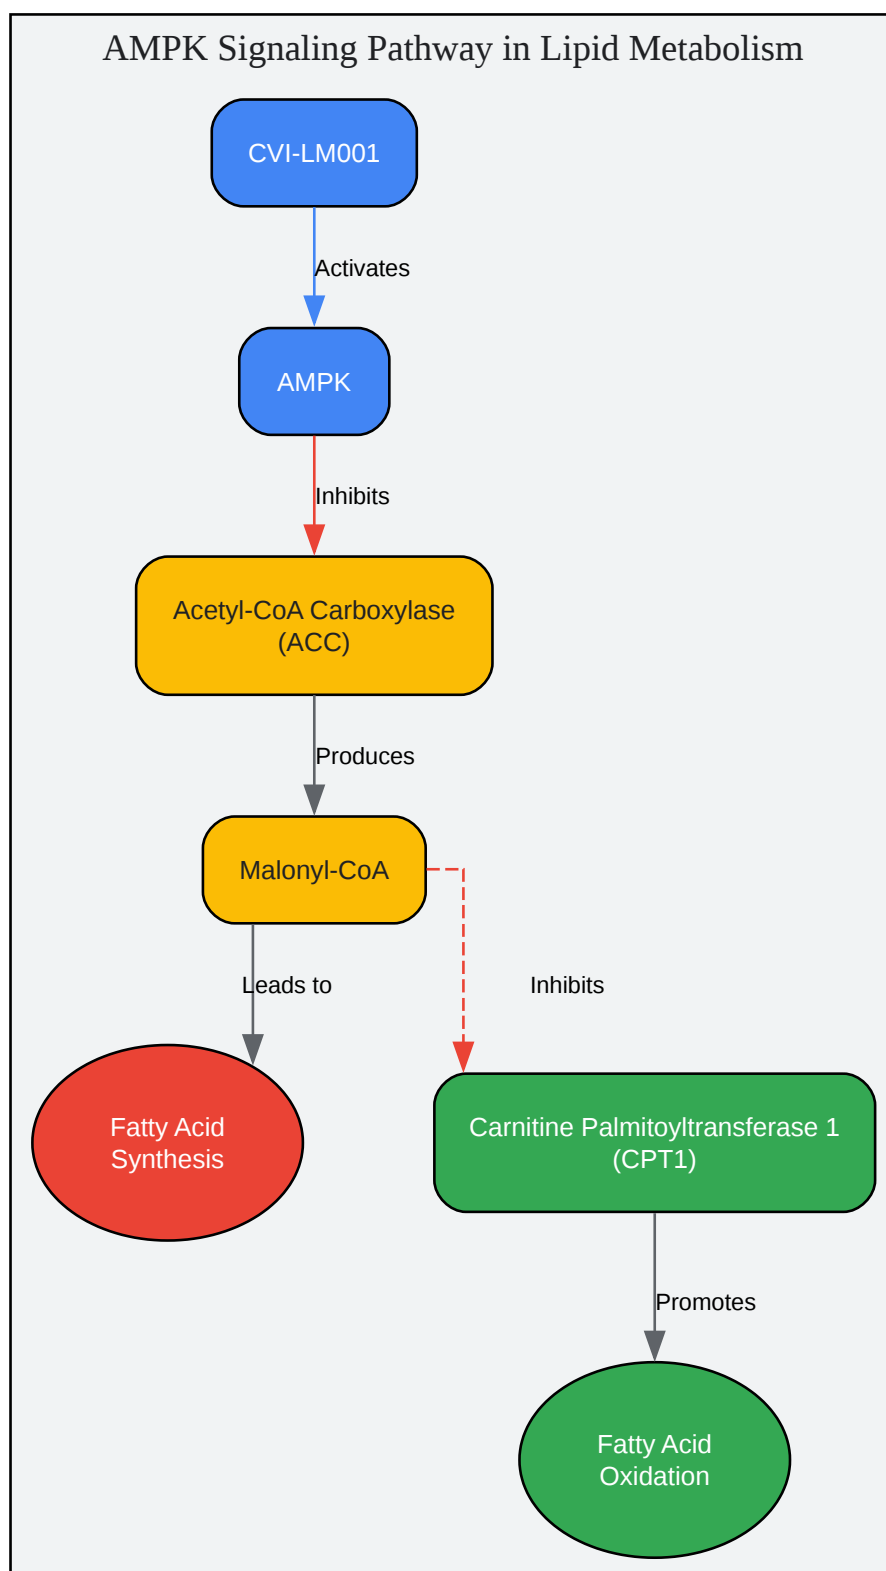 AMPK Signaling Pathway in Lipid Metabolism
CVI-LM001
Activates
AMPK
Inhibits
Acetyl-CoA Carboxylase
(ACC)
Produces
Malonyl-CoA
Leads to
Inhibits
Fatty Acid
Synthesis
Carnitine Palmitoyltransferase 1
(CPT1)
Promotes
Fatty Acid
Oxidation